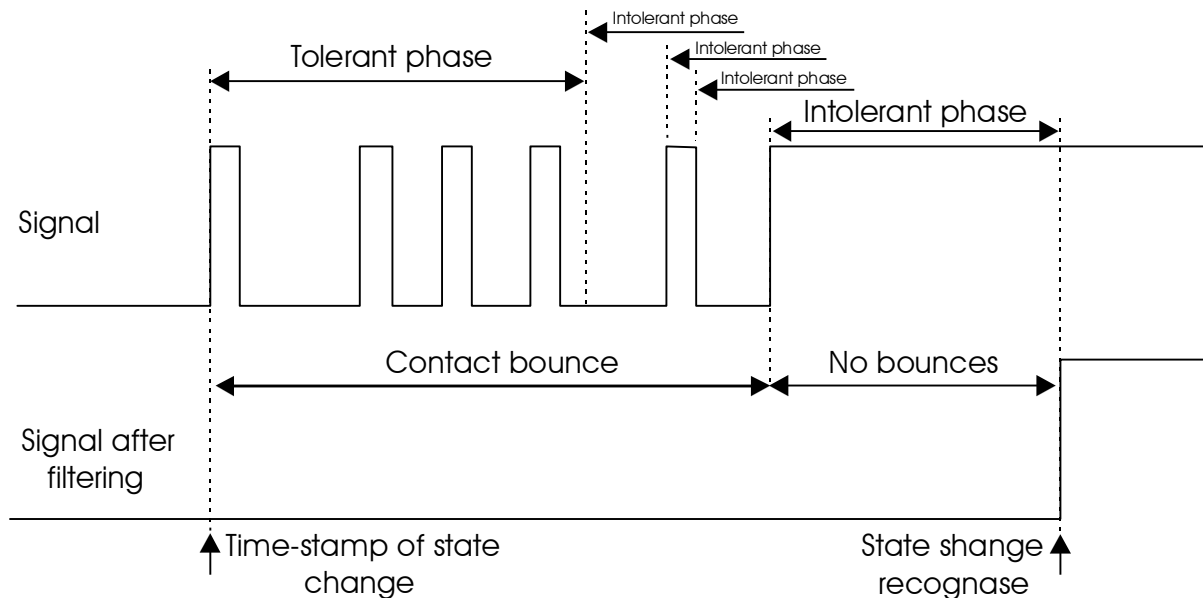 Intolerant phase
Tolerant phase
Intolerant phase
Intolerant phase
Intolerant phase
Signal
Contact bounce
No bounces
Signal after
filtering
Time-stamp of state
change
State shange
recognase